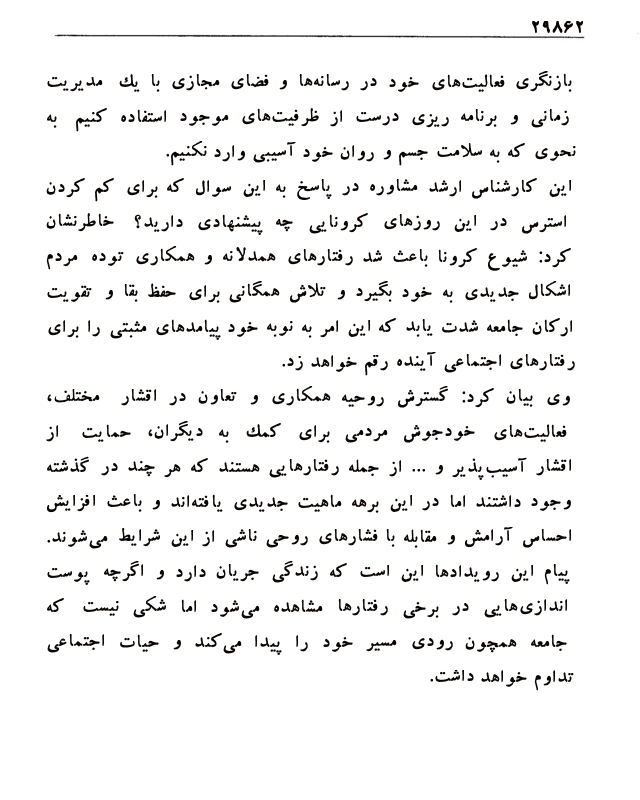 ۲۹۸۶۲
بازنگری فعالیت‌های خود در رسانه‌ها و فضای مجازی با یك مدیریت
زمانی و برنامه ریزی درست از ظرفیت‌های موجود استفاده کنیم به
نحوی که به سلامت جسم و روان خود آسیبی وارد نکنیم.
این کارشناس ارشد مشاوره در پاسخ به این سوال که برای کم کردن
استرس در این روزهای کرونایی چه پیشنهادی دارید؟ خاطرنشان
کرد: شیوع کرونا باعث شد رفتارهای همدلانه و همکاری توده مردم
اشکال جدیدی به خود بگیرد و تلاش همگانی برای حفظ بقا و تقویت
ارکان جامعه شدت یابد که این امر به نوبه خود پیامدهای مثبتی را برای
رفتارهای اجتماعی آینده رقم خواهد زد.
وی بیان کرد: گسترش روحیه همکاری و تعاون در اقشار مختلف،
فعالیت‌های خودجوش مردمی برای کمك به دیگران، حمایت از
اقشار آسیب‌پذیر و ... از جمله رفتارهایی هستند که هر چند در گذشته
وجود داشتند اما در این برهه ماهیت جدیدی یافته‌اند و باعث افزایش
احساس آرامش و مقابله با فشارهای روحی ناشی از این شرایط می‌شوند.
پیام این رویدادها این است که زندگی جریان دارد و اگرچه پوست
اندازی‌هایی در برخی رفتارها مشاهده می‌شود اما شکی نیست که
جامعه همچون رودی مسیر خود را پیدا می‌کند و حیات اجتماعی
تداوم خواهد داشت.